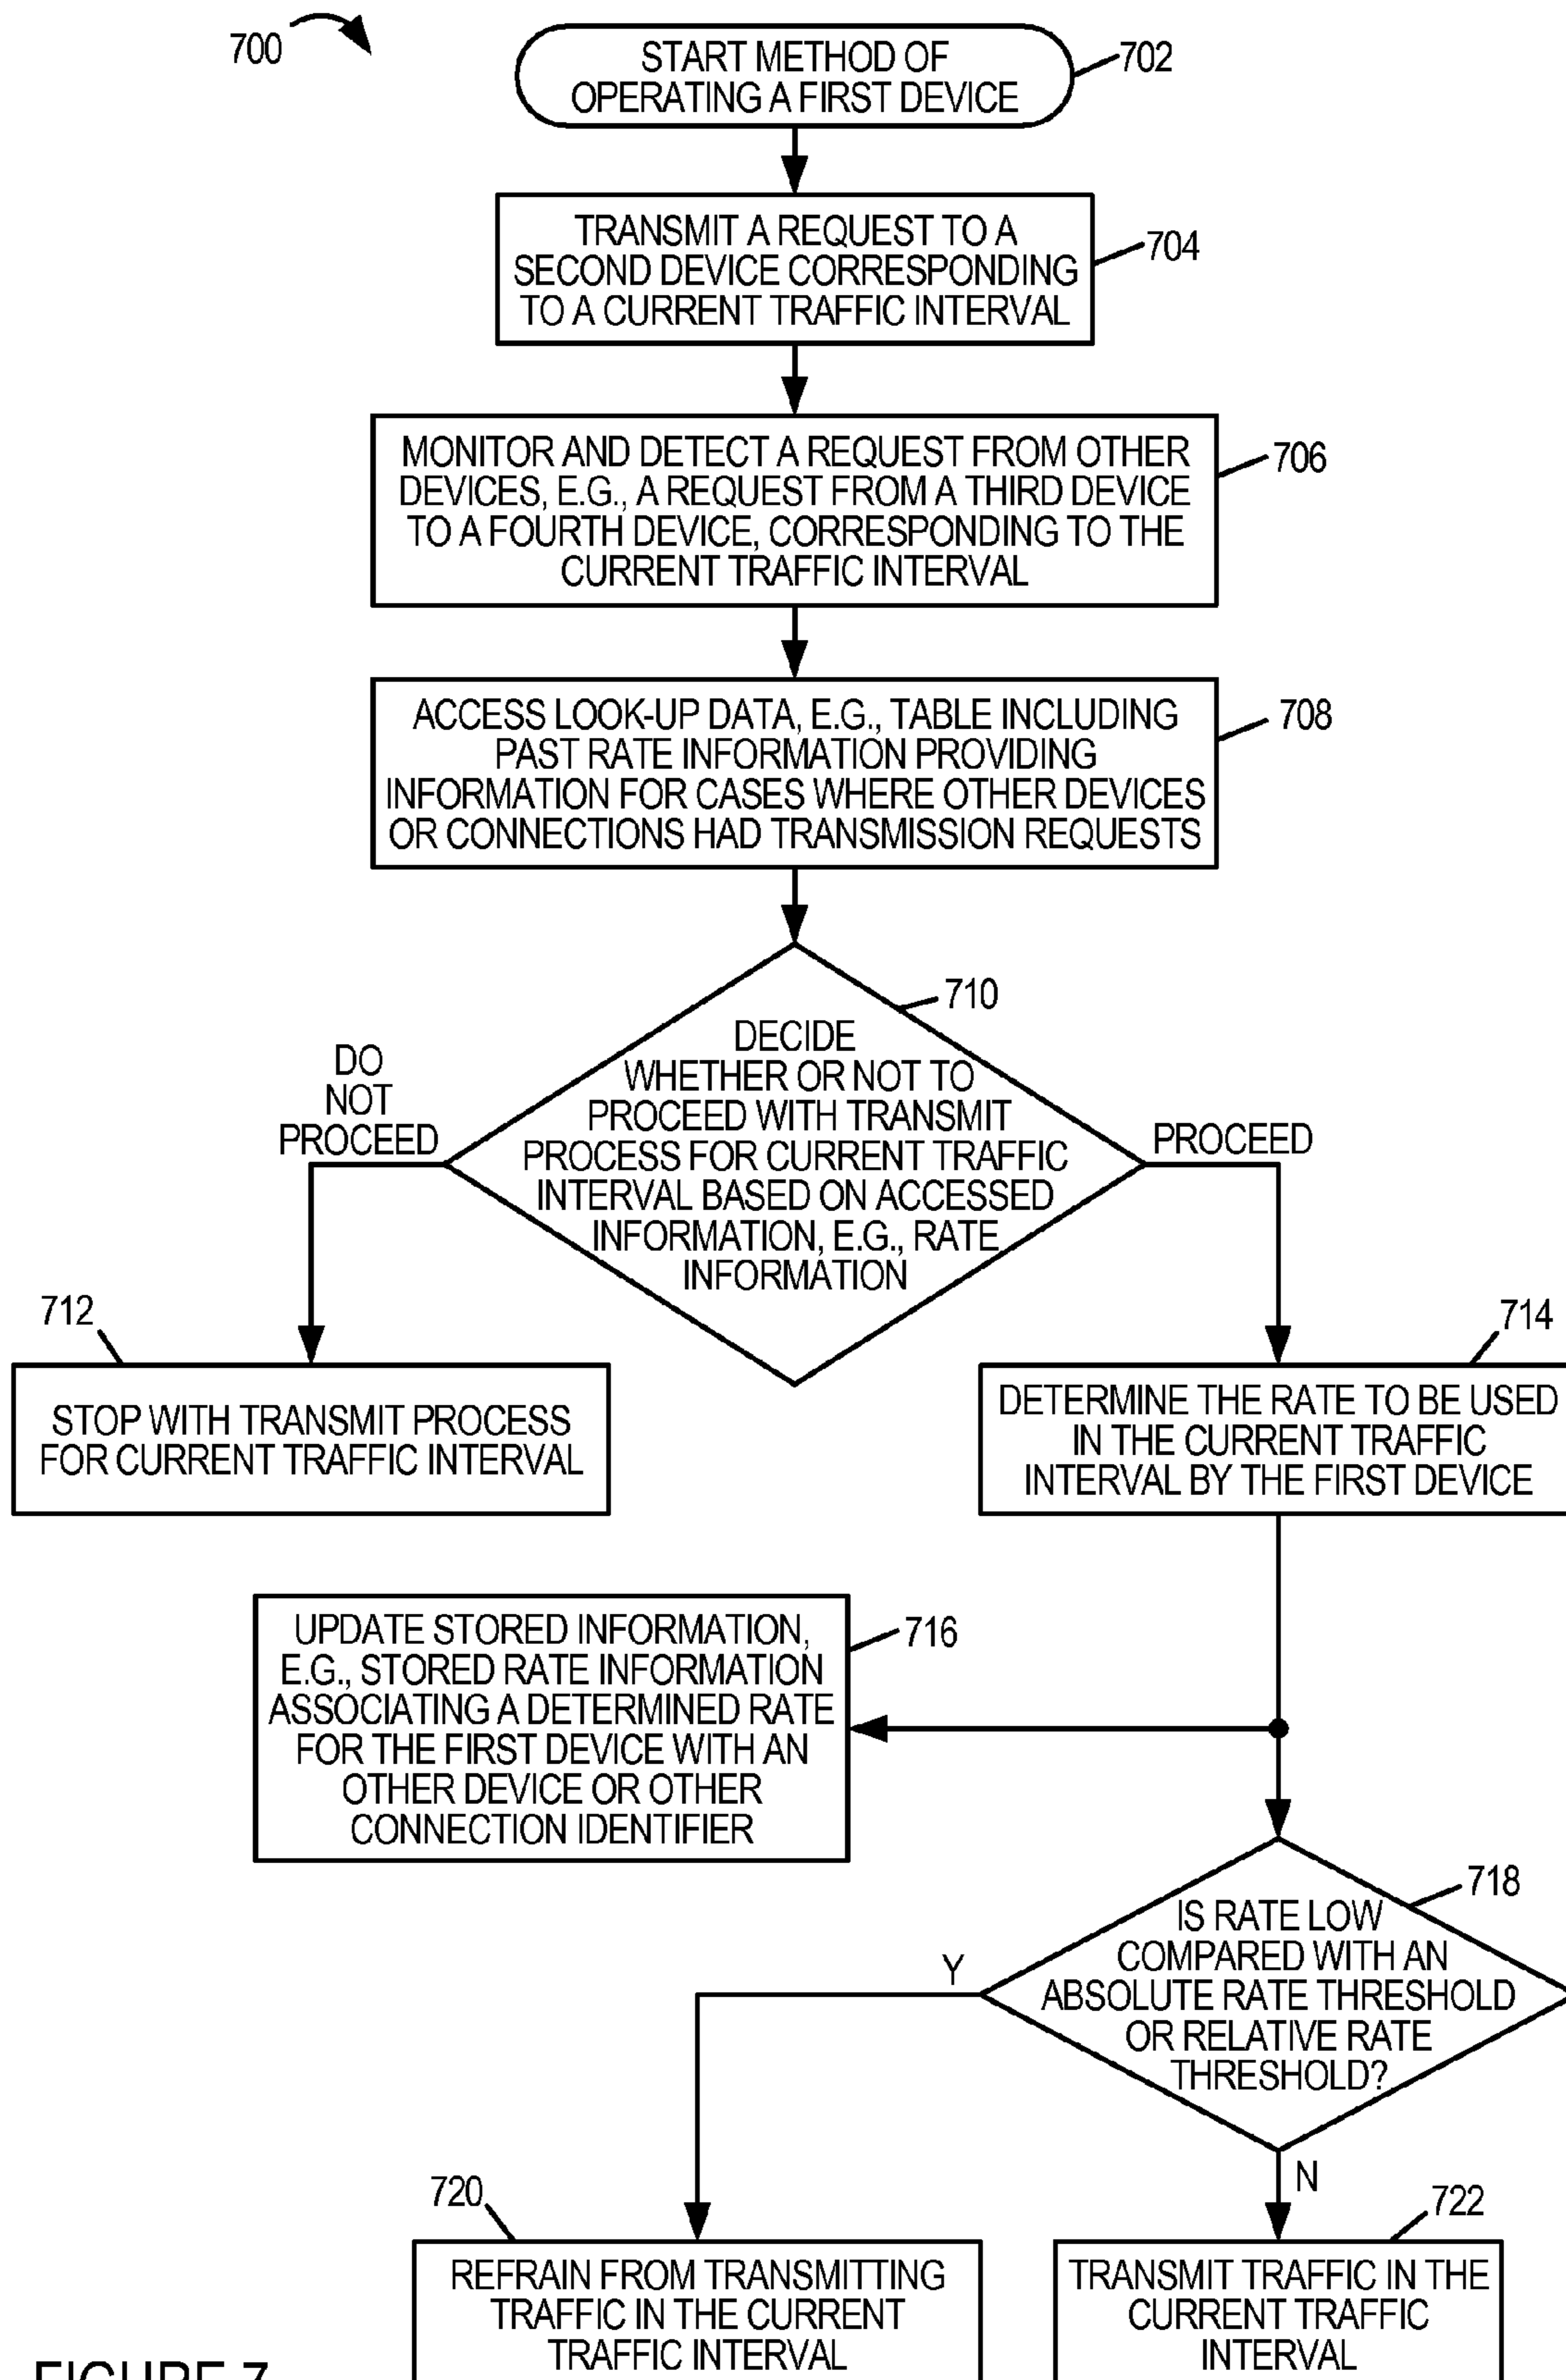 700
START METHOD OF
OPERATING A FIRST DEVICE
702
TRANSMIT A REQUEST TO A
SECOND DEVICE CORRESPONDING
TO A CURRENT TRAFFIC INTERVAL
704
MONITOR AND DETECT A REQUEST FROM OTHER
DEVICES, E.G., A REQUEST FROM A THIRD DEVICE
TO A FOURTH DEVICE, CORRESPONDING TO THE
CURRENT TRAFFIC INTERVAL
706
ACCESS LOOK-UP DATA, E.G., TABLE INCLUDING
PAST RATE INFORMATION PROVIDING
INFORMATION FOR CASES WHERE OTHER DEVICES
OR CONNECTIONS HAD TRANSMISSION REQUESTS
708
710
DECIDE
WHETHER OR NOT TO
PROCEED WITH TRANSMIT
PROCESS FOR CURRENT TRAFFIC
INTERVAL BASED ON ACCESSED
INFORMATION, E.G., RATE
INFORMATION
DO
NOT
PROCEED
PROCEED
712
STOP WITH TRANSMIT PROCESS
FOR CURRENT TRAFFIC INTERVAL
714
DETERMINE THE RATE TO BE USED
IN THE CURRENT TRAFFIC
INTERVAL BY THE FIRST DEVICE
UPDATE STORED INFORMATION,
E.G., STORED RATE INFORMATION
ASSOCIATING A DETERMINED RATE
FOR THE FIRST DEVICE WITH AN
OTHER DEVICE OR OTHER
CONNECTION IDENTIFIER
716
718
IS RATE LOW
COMPARED WITH AN
ABSOLUTE RATE THRESHOLD
OR RELATIVE RATE
THRESHOLD?
Y
N
720
REFRAIN FROM TRANSMITTING
TRAFFIC IN THE CURRENT
TRAFFIC INTERVAL
722
TRANSMIT TRAFFIC IN THE
CURRENT TRAFFIC
INTERVAL
FIGURE 7